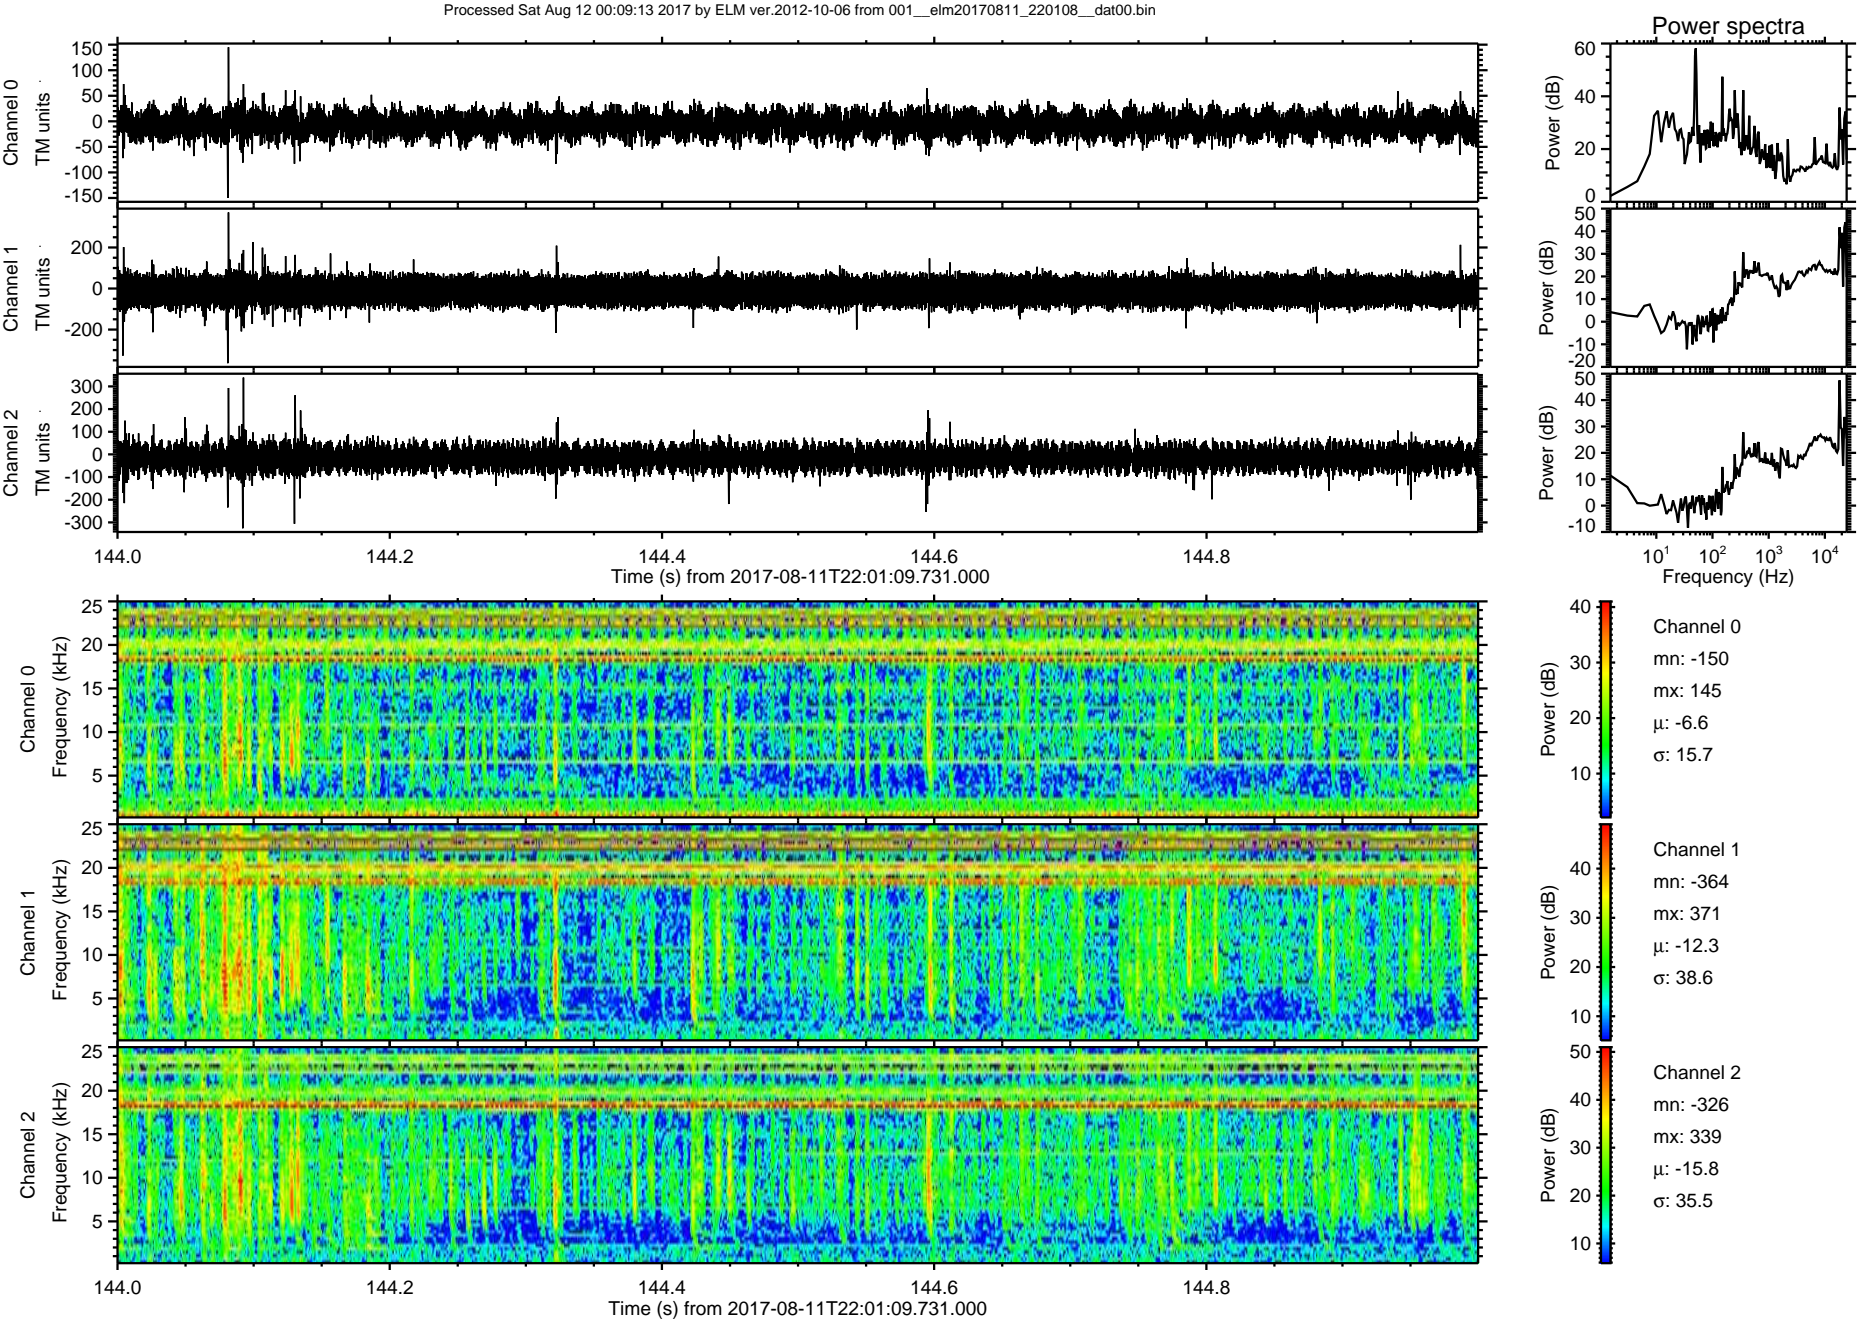 Processed Sat Aug 12 00:09:13 2017 by ELM ver.2012-10-06 from 001__elm20170811_220108__dat00.bin
Power spectra
Channel 0
TM units
150
100
50
0
-50
-100
-150
Power (dB)
60
40
20
0
Channel 1
TM units
200
0
-200
Power (dB)
50
40
30
20
10
0
-10
-20
Channel 2
TM units
300
200
100
0
-100
-200
-300
Power (dB)
50
40
30
20
10
0
-10
144.0 144.2 144.4 144.6 144.8
Time (s) from 2017-08-11T22:01:09.731.000
10¹ 10² 10³ 10⁴
Frequency (Hz)
Channel 0
Frequency (kHz)
25
20
15
10
5
Power (dB)
40
30
20
10
Channel 0
mn: -150
mx: 145
μ: -6.6
σ: 15.7
Channel 1
Frequency (kHz)
25
20
15
10
5
Power (dB)
40
30
20
10
Channel 1
mn: -364
mx: 371
μ: -12.3
σ: 38.6
Channel 2
Frequency (kHz)
25
20
15
10
5
Power (dB)
50
40
30
20
10
Channel 2
mn: -326
mx: 339
μ: -15.8
σ: 35.5
144.0 144.2 144.4 144.6 144.8
Time (s) from 2017-08-11T22:01:09.731.000